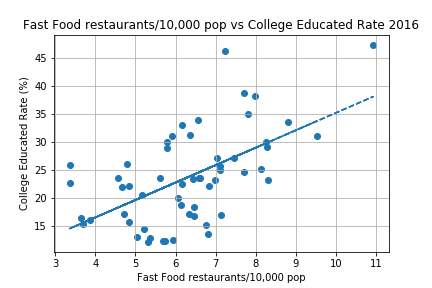 Fast Food restaurants/10,000 pop vs College Educated Rate 2016
College Educated Rate (%)
45
40
35
30
25
20
15
3 4 5 6 7 8 9 10 11
Fast Food restaurants/10,000 pop